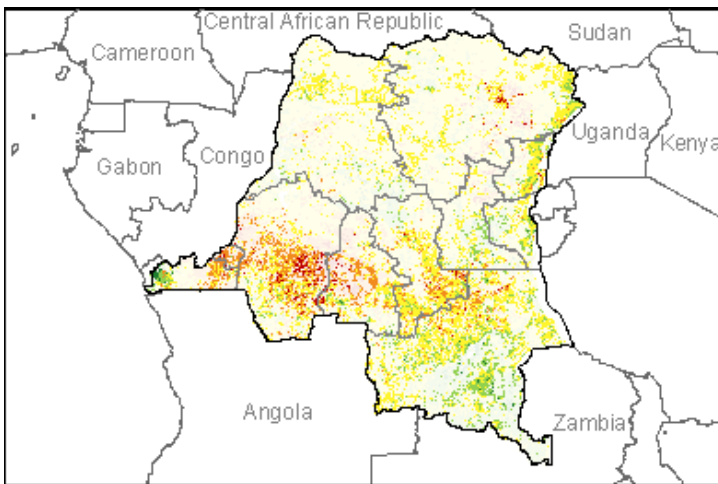 Central African Republic
Sudan
Cameroon
Uganda
Kenya
Gabon
Congo
Angola
Zambia